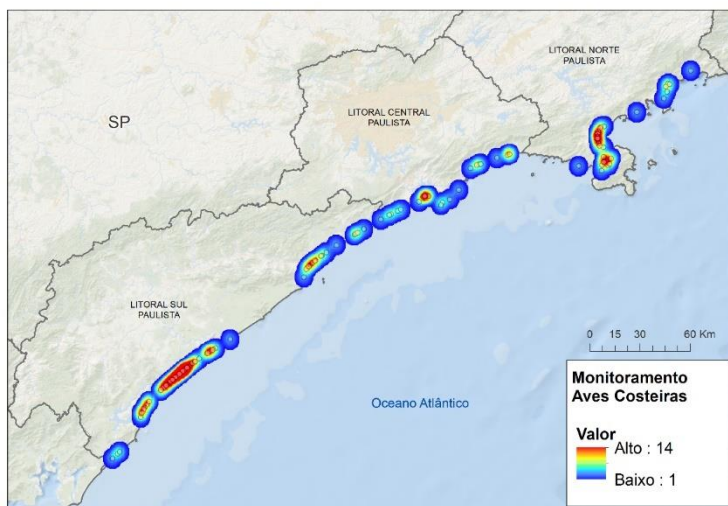 LITORAL NORTE
PAULISTA
LITORAL CENTRAL
PAULISTA
SP
LITORAL SUL
PAULISTA
0 15 30 60 Km
Oceano Atlântico
Monitoramento
Aves Costeiras
Valor
Alto : 14
Baixo : 1